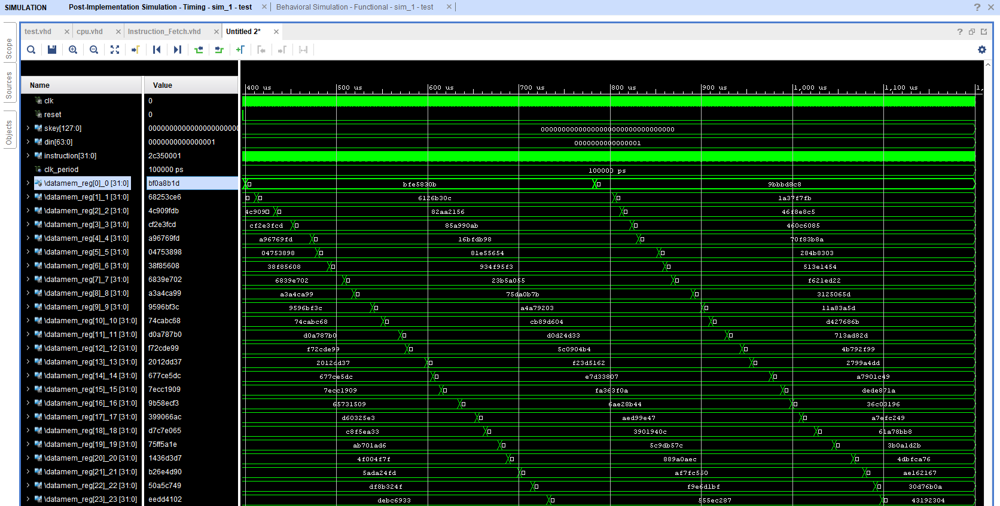 SIMULATION Post-Implementation Simulation - Timing - sim_1 - test Behavioral Simulation - Functional - sim_1 - test
Scope
Sources
Objects
test.vhd cpu.vhd Instruction_Fetch.vhd Untitled 2*
Name Value
400 us 500 us 600 us 700 us 800 us 900 us 1,000 us 1,100 us 1,
clk 0
reset 0
skey[127:0] 0000000000000000000000 00000000000000000000000000000000
din[63:0] 0000000000000001 0000000000000001
instruction[31:0] 2c350001
clk_period 100000 ps 100000 ps
\datamem_reg[0]_0 [31:0] bf0a8b1d bfe5830b 9bbbd8c8
\datamem_reg[1]_1 [31:0] 68253ce6 6126b30c 1a37f7fb
\datamem_reg[2]_2 [31:0] 4c909fdb 4c909 82aa2156 46f8e8c5
\datamem_reg[3]_3 [31:0] cf2e3fcd cf2e3fcd 85a990ab 460c6085
\datamem_reg[4]_4 [31:0] a96769fd a96769fd 16bfdb98 70f83b8a
\datamem_reg[5]_5 [31:0] 04753898 04753898 81e55654 284b8303
\datamem_reg[6]_6 [31:0] 38f85608 38f85608 934f95f3 513e1454
\datamem_reg[7]_7 [31:0] 6839e702 6839e702 23b5a055 f621ed22
\datamem_reg[8]_8 [31:0] a3a4ca99 a3a4ca99 75da0b7b 3125065d
\datamem_reg[9]_9 [31:0] 9596bf3c 9596bf3c a4a79203 11a83a5d
\datamem_reg[10]_10 [31:0] 74cabc68 74cabc68 cb89d604 d427686b
\datamem_reg[11]_11 [31:0] d0a787b0 d0a787b0 d0d24d33 713ad82d
\datamem_reg[12]_12 [31:0] f72cde99 f72cde99 5c0904b4 4b792f99
\datamem_reg[13]_13 [31:0] 2012dd37 2012dd37 f23d5162 2799a4dd
\datamem_reg[14]_14 [31:0] 677ce5dc 677ce5dc e7d33807 a7901c49
\datamem_reg[15]_15 [31:0] 7ecc1909 7ecc1909 fa363f0a dede871a
\datamem_reg[16]_16 [31:0] 9b58ecf3 65731509 6ae28b44 36c03196
\datamem_reg[17]_17 [31:0] 399066ac d60325e3 aed99e47 a7efc249
\datamem_reg[18]_18 [31:0] d7c7e065 c8f5ea33 3901940c 61a78bb8
\datamem_reg[19]_19 [31:0] 75ff5a1e ab701ad6 5c9db57c 3b0a1d2b
\datamem_reg[20]_20 [31:0] 1436d3d7 4f004f7f 889a0aec 4dbfca76
\datamem_reg[21]_21 [31:0] b26e4d90 5ada24fd af7fc550 ae162167
\datamem_reg[22]_22 [31:0] 50a5c749 df8b324f f9e6d1bf 30d76b0a
\datamem_reg[23]_23 [31:0] eedd4102 debc6933 555ec287 43192304